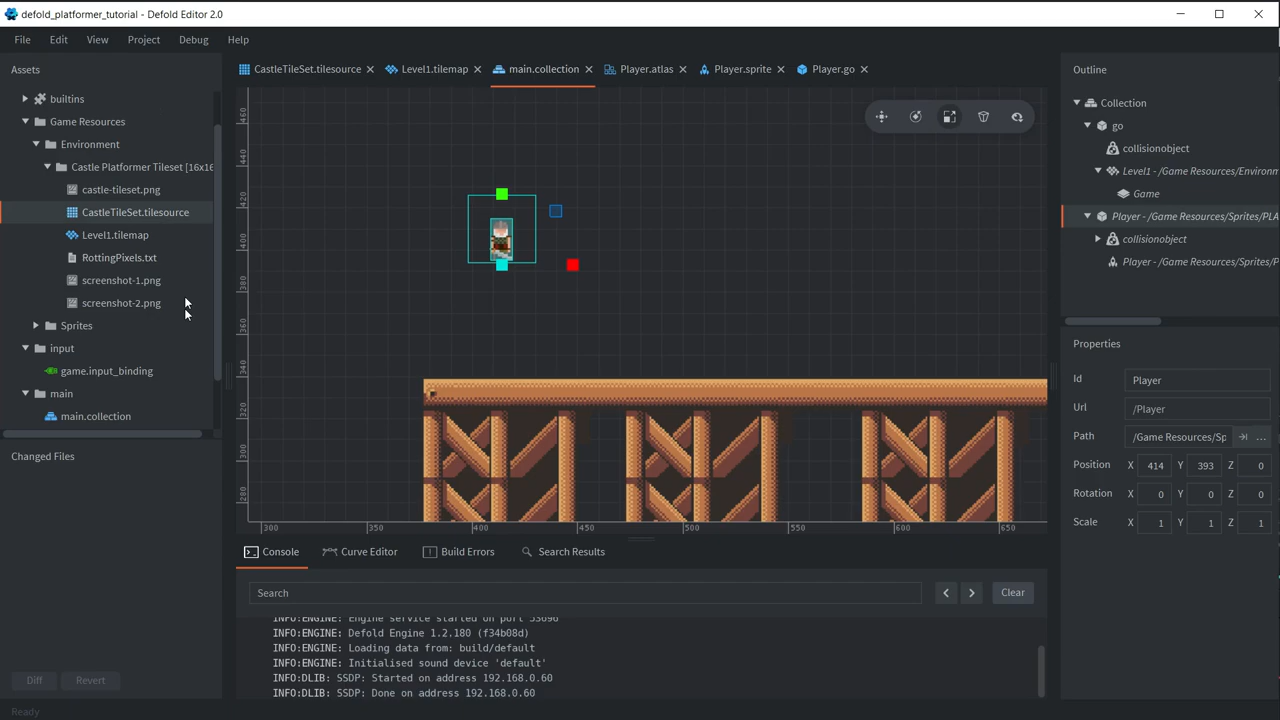 defold_platformer_tutorial - Defold Editor 2.0
File Edit View Project Debug Help
Assets
builtins
Game Resources
Environment
Castle Platformer Tileset [16x16
castle-tileset.png
CastleTileSet.tilesource
Level1.tilemap
RottingPixels.txt
screenshot-1.png
screenshot-2.png
Sprites
input
game.input_binding
main
main.collection
Changed Files
Diff Revert
Ready
CastleTileSet.tilesource Level1.tilemap main.collection Player.atlas Player.sprite Player.go
460
440
420
400
380
360
340
320
300
280
300 350 400 450 500 550 600 650
Console Curve Editor Build Errors Search Results
Search
Clear
INFO:ENGINE: Engine service started on port 53696
INFO:ENGINE: Defold Engine 1.2.180 (f34b08d)
INFO:ENGINE: Loading data from: build/default
INFO:ENGINE: Initialised sound device 'default'
INFO:DLIB: SSDP: Started on address 192.168.0.60
INFO:DLIB: SSDP: Done on address 192.168.0.60
Outline
Collection
go
collisionobject
Level1 - /Game Resources/Environm
Game
Player - /Game Resources/Sprites/PLA
collisionobject
Player - /Game Resources/Sprites/P
Properties
Id Player
Url /Player
Path /Game Resources/Sp ...
Position X 414 Y 393 Z 0
Rotation X 0 Y 0 Z 0
Scale X 1 Y 1 Z 1